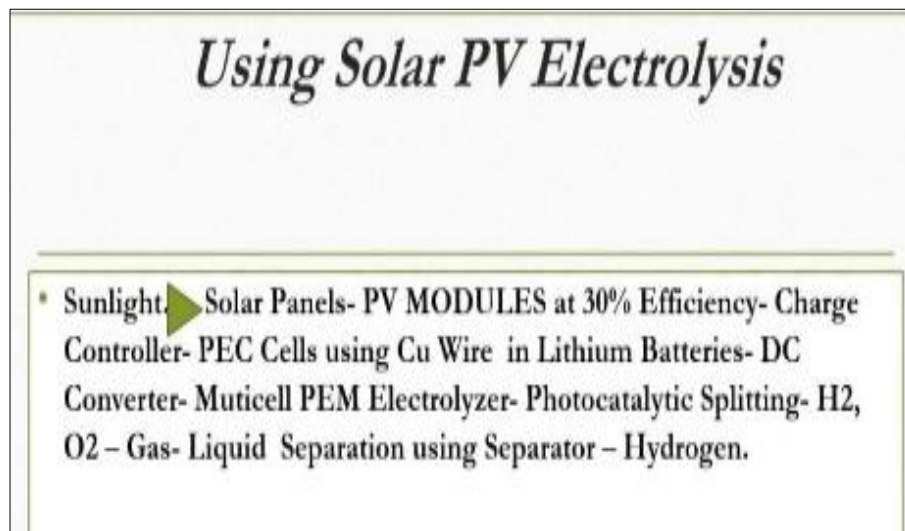 Using Solar PV Electrolysis
• Sunlight. Solar Panels- PV MODULES at 30% Efficiency- Charge
Controller- PEC Cells using Cu Wire in Lithium Batteries- DC
Converter- Muticell PEM Electrolyzer- Photocatalytic Splitting- H2,
O2 – Gas- Liquid Separation using Separator – Hydrogen.